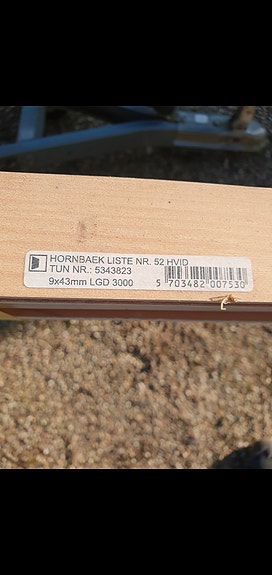 HORNBAEK LISTE NR. 52 HVID
TUN NR.: 5343823
9x43mm LGD 3000
5 703482 007530